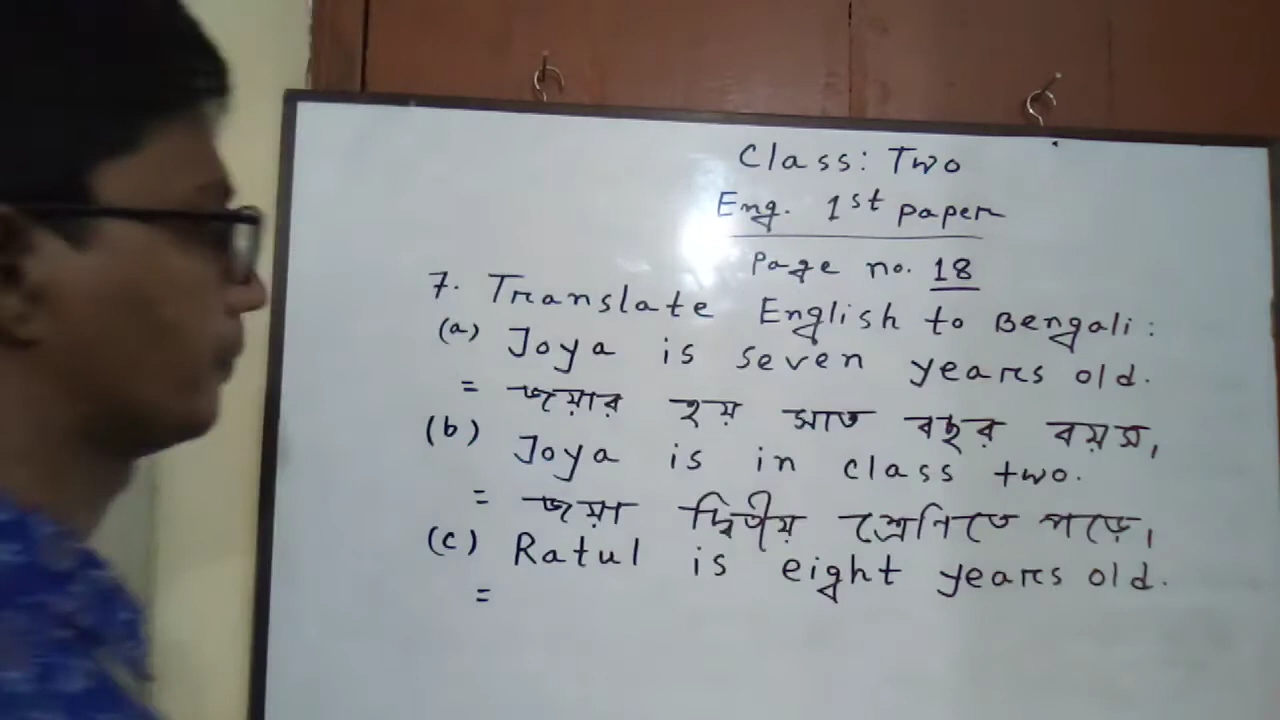 Class: Two
Eng. 1st paper
Page no. 18
7. Translate English to Bengali:
(a) Joya is seven years old.
= জয়ার হয় সাত বছর বয়স।
(b) Joya is in class two.
= জয়া দ্বিতীয় শ্রেনিতে পড়ে।
(c) Ratul is eight years old.
=